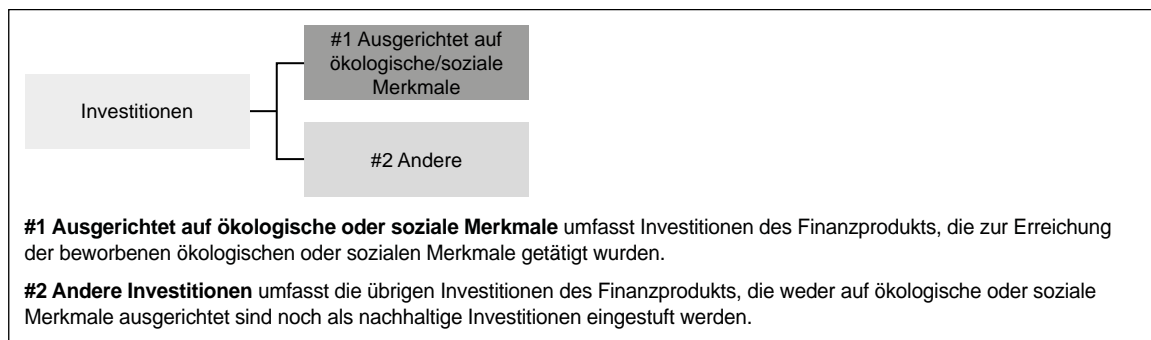 #1 Ausgerichtet auf
ökologische/soziale
Merkmale
Investitionen
#2 Andere
#1 Ausgerichtet auf ökologische oder soziale Merkmale umfasst Investitionen des Finanzprodukts, die zur Erreichung
der beworbenen ökologischen oder sozialen Merkmale getätigt wurden.
#2 Andere Investitionen umfasst die übrigen Investitionen des Finanzprodukts, die weder auf ökologische oder soziale
Merkmale ausgerichtet sind noch als nachhaltige Investitionen eingestuft werden.